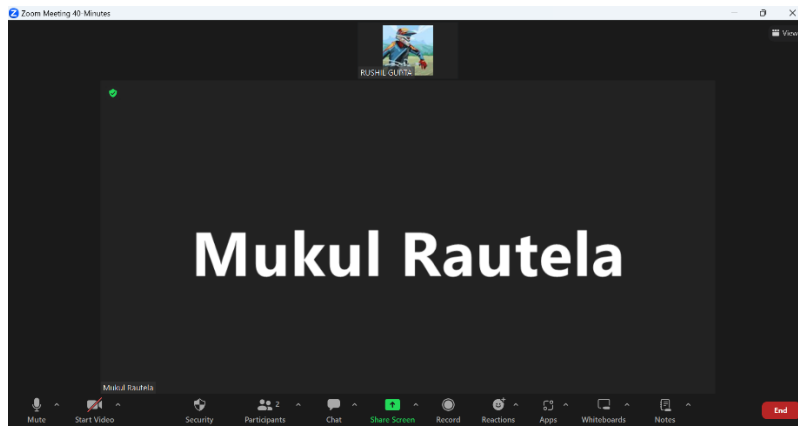 Zoom Meeting 40-Minutes
View
RUSHIL GUPTA
Mukul Rautela
Mukul Rautela
Mute Start Video Security Participants 2 Chat Share Screen Record Reactions Apps Whiteboards Notes End